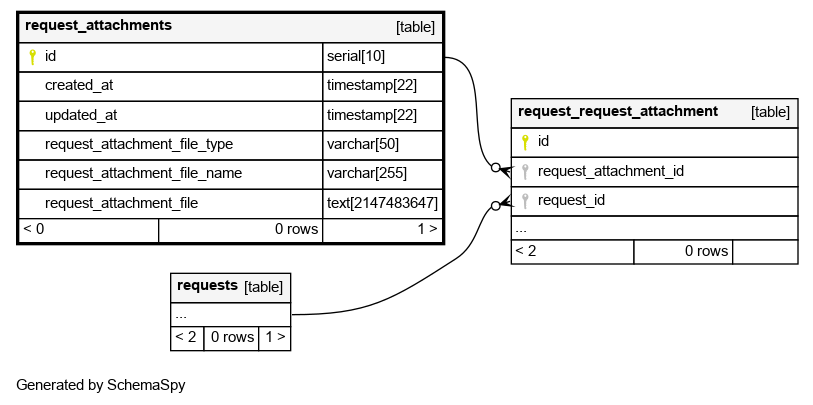 request_attachments [table]
id serial[10]
created_at timestamp[22]
updated_at timestamp[22]
request_attachment_file_type varchar[50]
request_attachment_file_name varchar[255]
request_attachment_file text[2147483647]
< 0 0 rows 1 >
request_request_attachment [table]
id
request_attachment_id
request_id
...
< 2 0 rows
requests [table]
...
< 2 0 rows 1 >
Generated by SchemaSpy